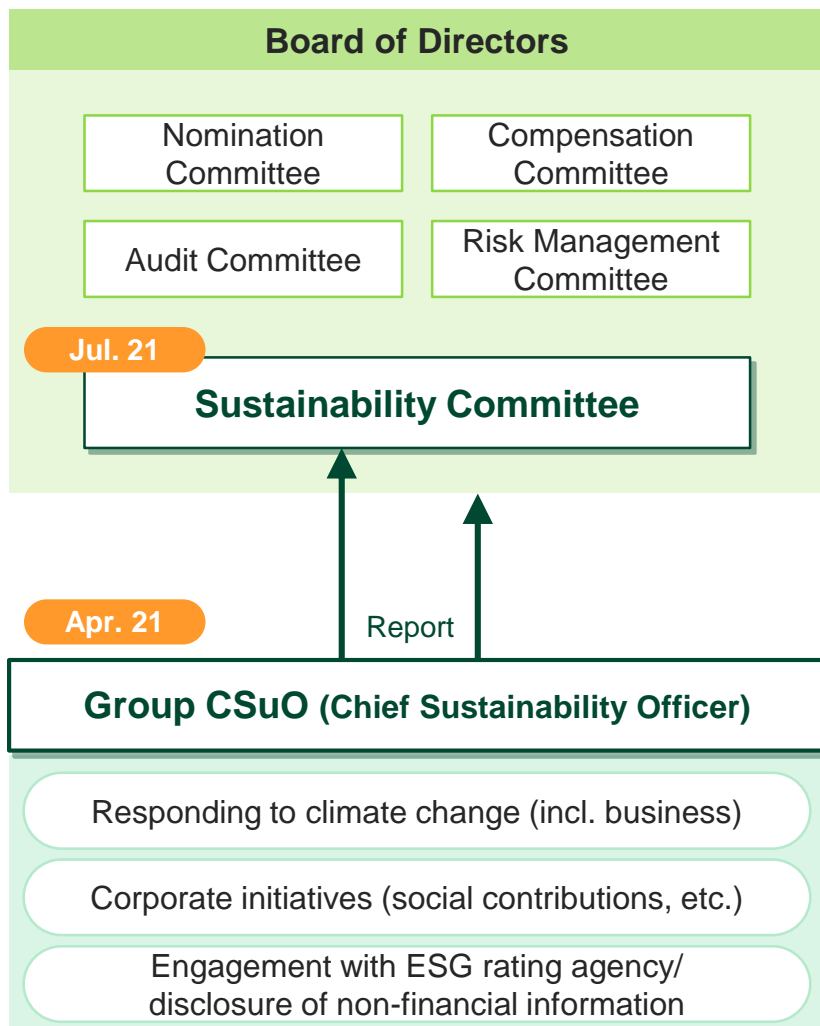 Board of Directors
Nomination
Committee
Compensation
Committee
Audit Committee
Risk Management
Committee
Jul. 21
Sustainability Committee
Apr. 21
Report
Group CSuO (Chief Sustainability Officer)
Responding to climate change (incl. business)
Corporate initiatives (social contributions, etc.)
Engagement with ESG rating agency/
disclosure of non-financial information